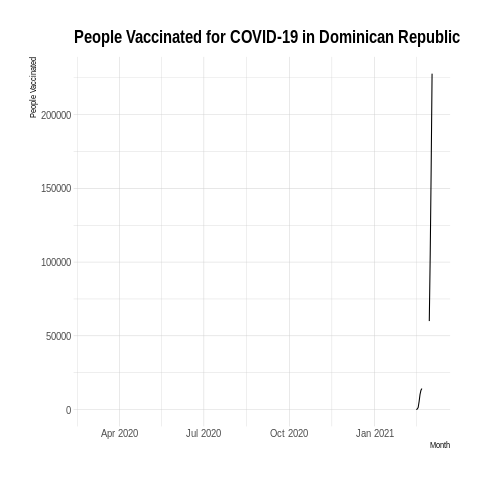 People Vaccinated for COVID-19 in Dominican Republic
People Vaccinated
200000
150000
100000
50000
0
Apr 2020 Jul 2020 Oct 2020 Jan 2021
Month